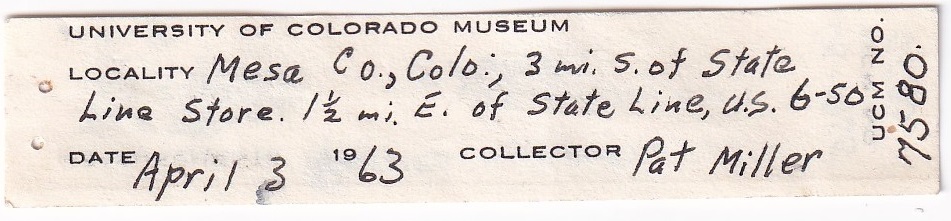 UNIVERSITY OF COLORADO MUSEUM
LOCALITY Mesa Co., Colo., 3 mi. S. of State
Line Store. 1½ mi. E. of State Line, U.S. 6-50
DATE April 3 1963 COLLECTOR Pat Miller
UCM NO. 7580.